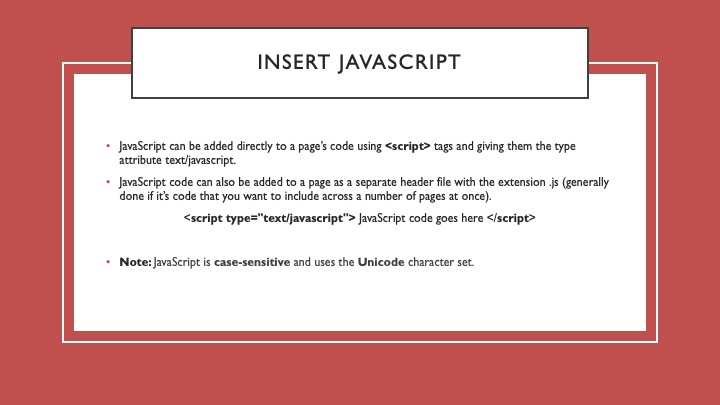 INSERT JAVASCRIPT
• JavaScript can be added directly to a page's code using <script> tags and giving them the type
attribute text/javascript.
• JavaScript code can also be added to a page as a separate header file with the extension .js (generally
done if it's code that you want to include across a number of pages at once).
<script type="text/javascript"> JavaScript code goes here </script>
• Note: JavaScript is case-sensitive and uses the Unicode character set.